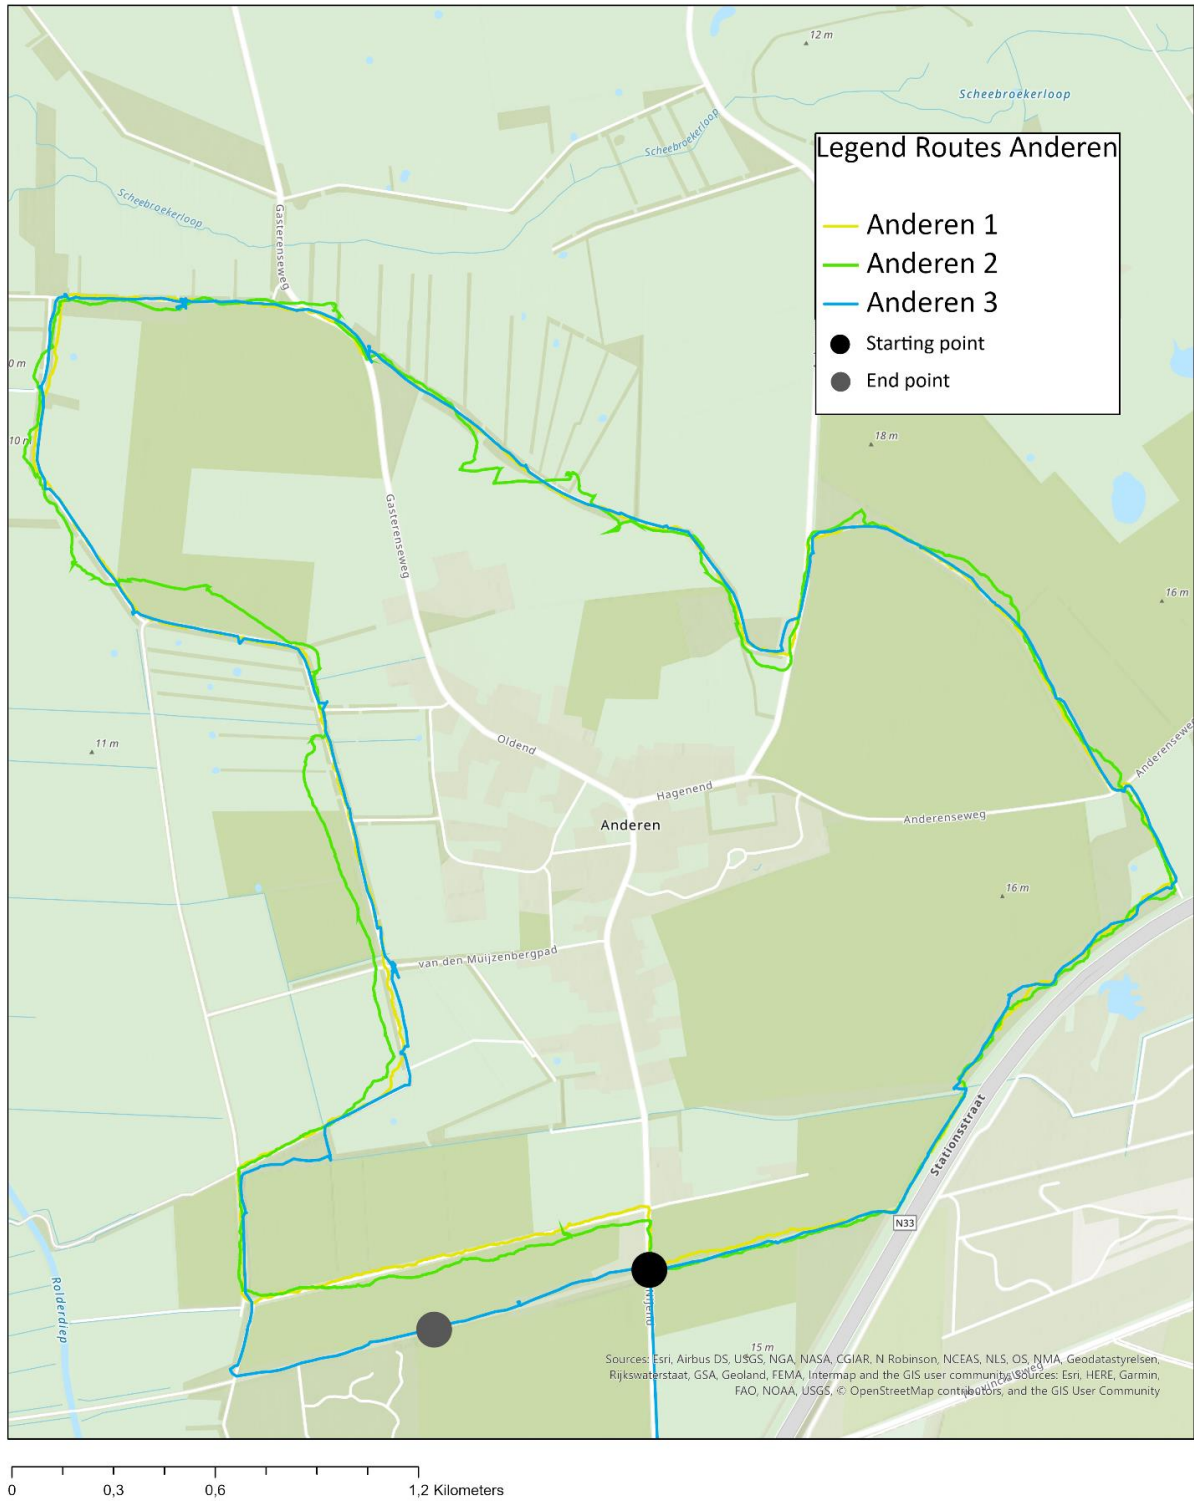 12 m
Scheebroekerloop
Scheebroekerloop
Scheebroekerloop
Gasterenseweg
Legend Routes Anderen
Anderen 1
Anderen 2
Anderen 3
Starting point
End point
0 m
10 m
18 m
Gasterenseweg
16 m
11 m
Oldend
Hagenend
Anderenseweg
Anderen
Anderenseweg
16 m
van den Muijzenbergpad
Stationsstraat
N33
Rolderdiep
Nijend
15 m
Sources: Esri, Airbus DS, USGS, NGA, NASA, CGIAR, N Robinson, NCEAS, NLS, OS, NMA, Geodatastyrelsen,
Rijkswaterstaat, GSA, Geoland, FEMA, Intermap and the GIS user community, Sources: Esri, HERE, Garmin,
FAO, NOAA, USGS, © OpenStreetMap contributors, and the GIS User Community
0 0,3 0,6 1,2 Kilometers